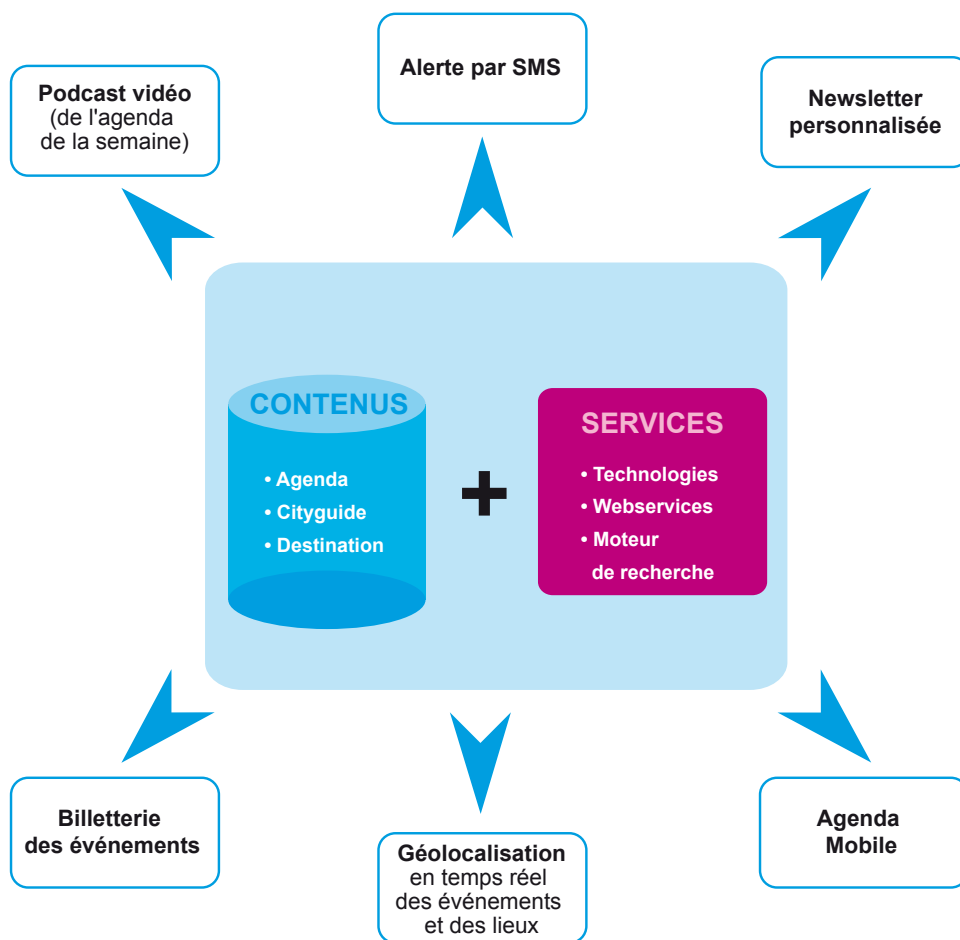 Podcast vidéo
(de l'agenda
de la semaine)
Alerte par SMS
Newsletter
personnalisée
CONTENUS
• Agenda
• Cityguide
• Destination
+
SERVICES
• Technologies
• Webservices
• Moteur
de recherche
Billetterie
des événements
Géolocalisation
en temps réel
des événements
et des lieux
Agenda
Mobile